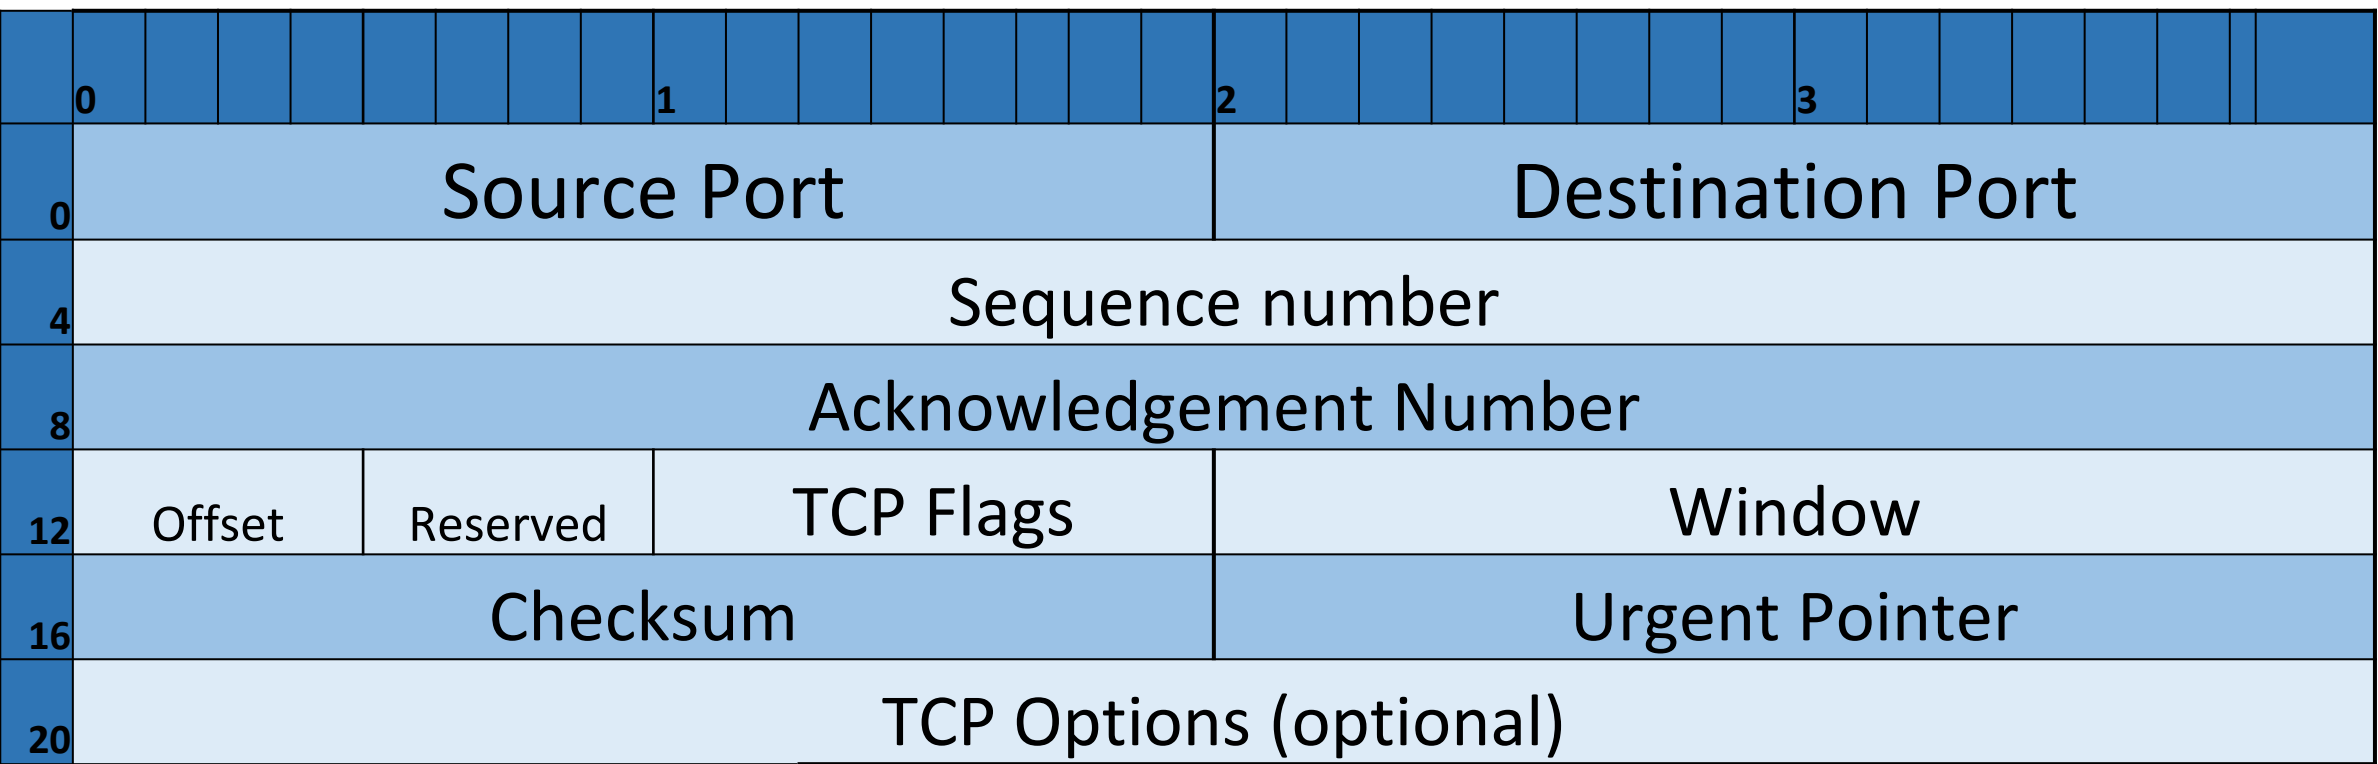 0 1 2 3
0 Source Port Destination Port
4 Sequence number
8 Acknowledgement Number
12 Offset Reserved TCP Flags Window
16 Checksum Urgent Pointer
20 TCP Options (optional)